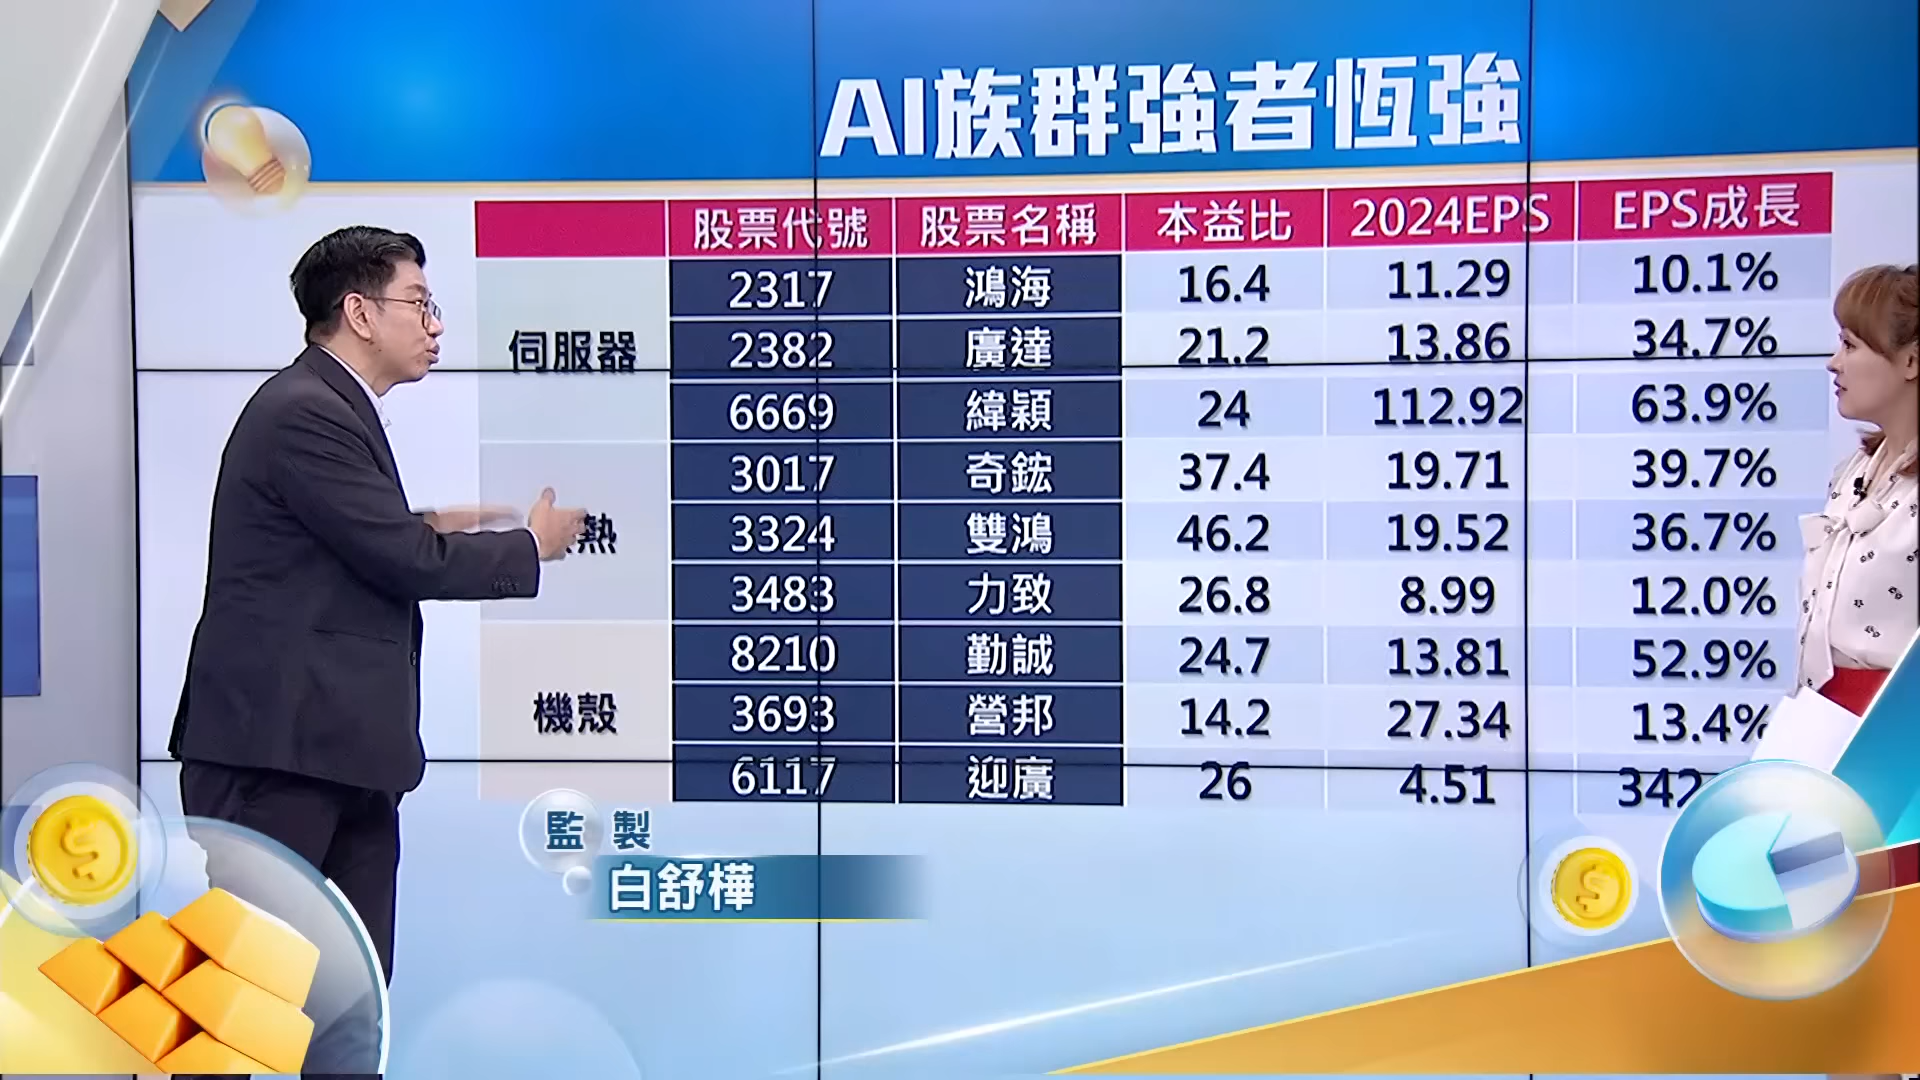 AI族群強者恆強
股票代號 股票名稱 本益比 2024EPS EPS成長
伺服器
2317 鴻海 16.4 11.29 10.1%
2382 廣達 21.2 13.86 34.7%
6669 緯穎 24 112.92 63.9%
熱
3017 奇鋐 37.4 19.71 39.7%
3324 雙鴻 46.2 19.52 36.7%
3483 力致 26.8 8.99 12.0%
機殼
8210 勤誠 24.7 13.81 52.9%
3693 營邦 14.2 27.34 13.4%
6117 迎廣 26 4.51 342
監製
白舒樺